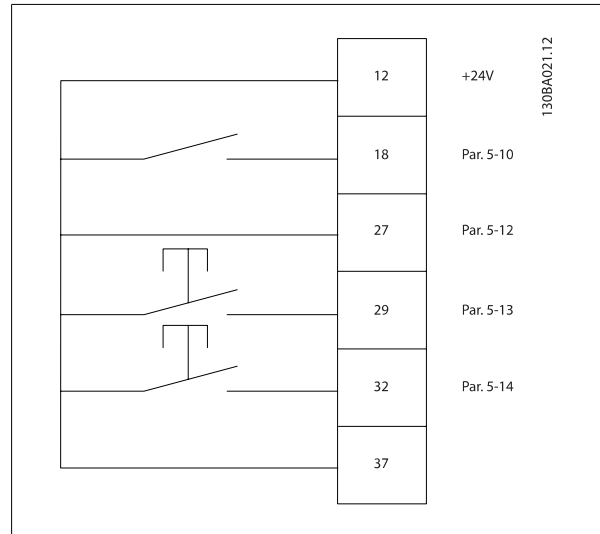 12 +24V
18 Par. 5-10
27 Par. 5-12
29 Par. 5-13
32 Par. 5-14
37
130BA021.12